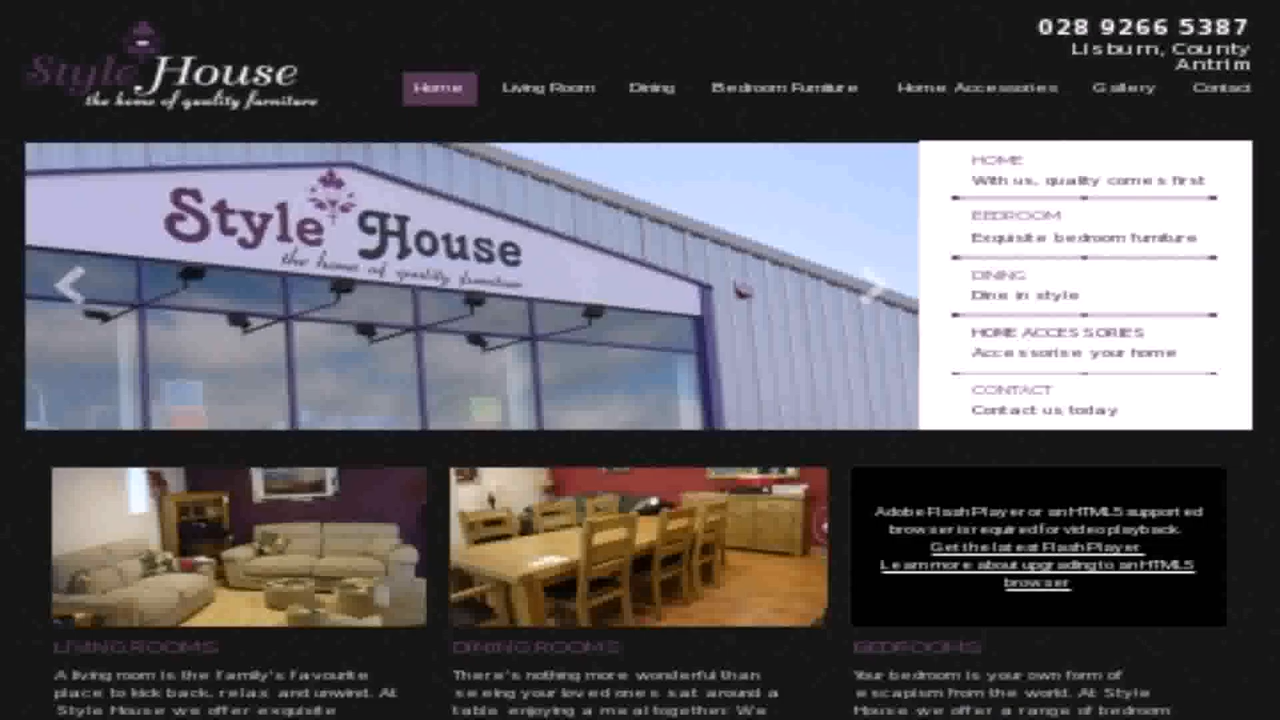 028 9266 5387
Lisburn, County
Antrim
Style House
the home of quality furniture
Home Living Room Dining Bedroom Furniture Home Accessories Gallery Contact
Style House
the home of quality furniture
HOME
With us, quality comes first
BEDROOM
Exquisite bedroom furniture
DINING
Dine in style
HOME ACCESSORIES
Accessorise your home
CONTACT
Contact us today
Adobe Flash Player or an HTML5 supported
browser is required for video playback.
Get the latest Flash Player
Learn more about upgrading to an HTML5
browser
LIVING ROOMS
A living room is the family's favourite
place to kick back, relax and unwind. At
Style House we offer exquisite
DINING ROOMS
There's nothing more wonderful than
seeing your loved ones sat around a
table enjoying a meal together. We
BEDROOMS
Your bedroom is your own form of
escapism from the world. At Style
House we offer a range of bedroom